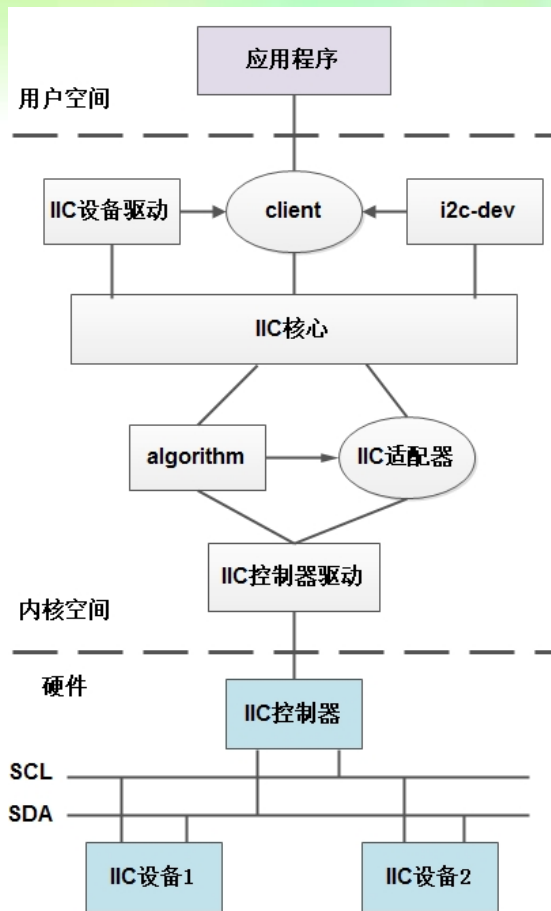 应用程序
用户空间
IIC设备驱动
client
i2c-dev
IIC核心
algorithm
IIC适配器
IIC控制器驱动
内核空间
硬件
IIC控制器
SCL
SDA
IIC设备1
IIC设备2